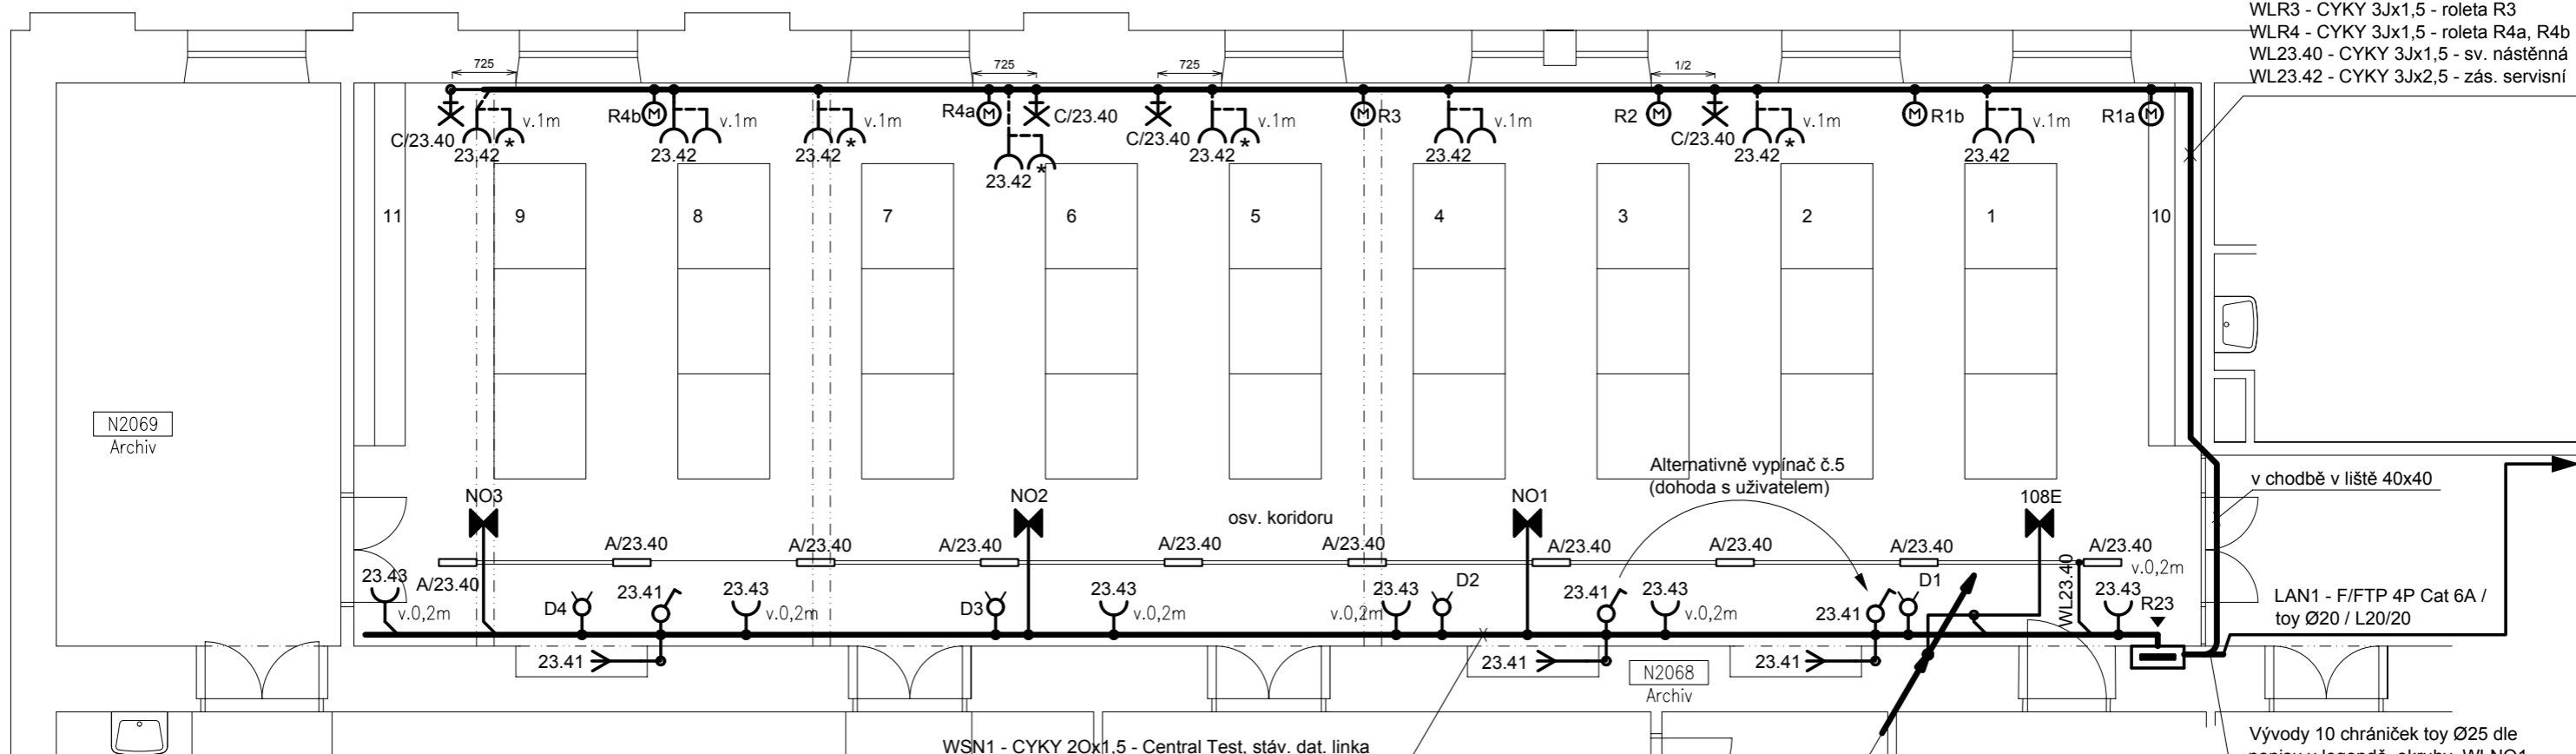 WLR3 - CYKY 3Jx1,5 - roleta R3
WLR4 - CYKY 3Jx1,5 - roleta R4a, R4b
WL23.40 - CYKY 3Jx1,5 - sv. nástěnná
WL23.42 - CYKY 3Jx2,5 - zás. servisní
725
725
725
1/2
C/23.40
23.42
*
v.1m
R4b
M
23.42
v.1m
23.42
*
v.1m
R4a
M
C/23.40
23.42
*
C/23.40
23.42
*
v.1m
M
R3
23.42
v.1m
R2
M
C/23.40
23.42
*
v.1m
M
R1b
23.42
v.1m
R1a
M
11
9
8
7
6
5
4
3
2
1
10
N2069
Archiv
Alternativně vypínač č.5
(dohoda s uživatelem)
v chodbě v liště 40x40
NO3
NO2
NO1
108E
osv. koridoru
A/23.40
A/23.40
A/23.40
A/23.40
A/23.40
A/23.40
A/23.40
A/23.40
A/23.40
A/23.40
WL23.40
23.43
v.0,2m
D4
23.41
23.43
v.0,2m
D3
23.43
v.0,2m
v.0,2m
23.43
D2
23.41
23.43
v.0,2m
23.41
D1
v.0,2m
23.43
R23
LAN1 - F/FTP 4P Cat 6A /
toy Ø20 / L20/20
23.41
23.41
23.41
N2068
Archiv
WSN1 - CYKY 2Ox1,5 - Central Test, stáv. dat. linka
Vývody 10 chrániček toy Ø25 dle
popisu v legendě, okruhy WLNO1